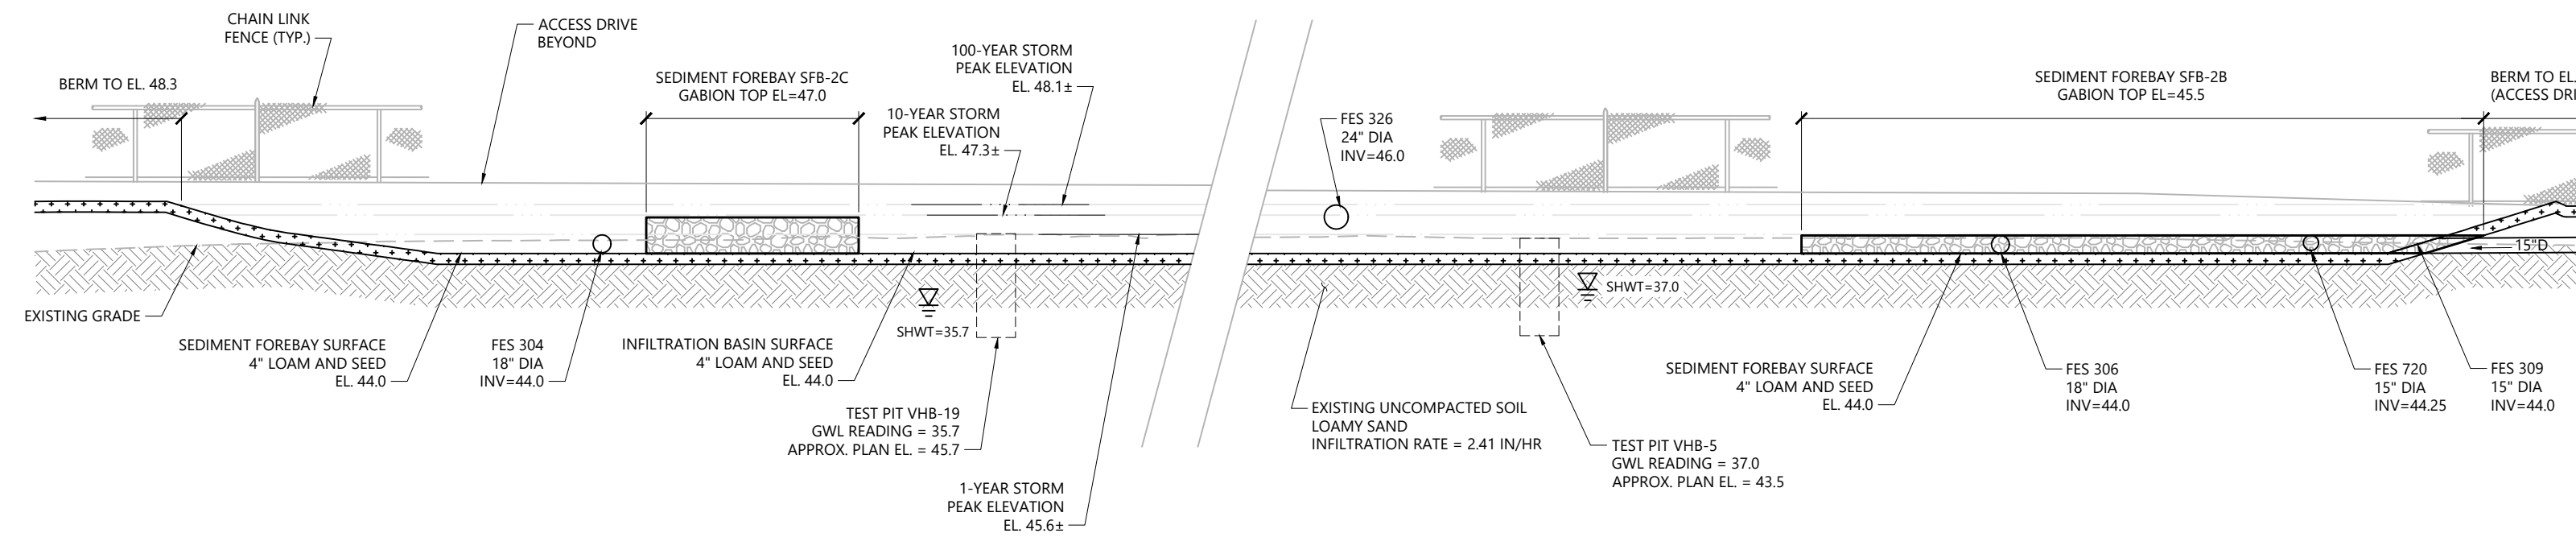 CHAIN LINK
FENCE (TYP.)
ACCESS DRIVE
BEYOND
BERM TO EL. 48.3
SEDIMENT FOREBAY SFB-2C
GABION TOP EL=47.0
100-YEAR STORM
PEAK ELEVATION
EL. 48.1±
10-YEAR STORM
PEAK ELEVATION
EL. 47.3±
FES 326
24" DIA
INV=46.0
SEDIMENT FOREBAY SFB-2B
GABION TOP EL=45.5
BERM TO EL.
(ACCESS DRI
15"D
EXISTING GRADE
SHWT=35.7
SHWT=37.0
SEDIMENT FOREBAY SURFACE
4" LOAM AND SEED
EL. 44.0
FES 304
18" DIA
INV=44.0
INFILTRATION BASIN SURFACE
4" LOAM AND SEED
EL. 44.0
TEST PIT VHB-19
GWL READING = 35.7
APPROX. PLAN EL. = 45.7
1-YEAR STORM
PEAK ELEVATION
EL. 45.6±
EXISTING UNCOMPACTED SOIL
LOAMY SAND
INFILTRATION RATE = 2.41 IN/HR
TEST PIT VHB-5
GWL READING = 37.0
APPROX. PLAN EL. = 43.5
SEDIMENT FOREBAY SURFACE
4" LOAM AND SEED
EL. 44.0
FES 306
18" DIA
INV=44.0
FES 720
15" DIA
INV=44.25
FES 309
15" DIA
INV=44.0